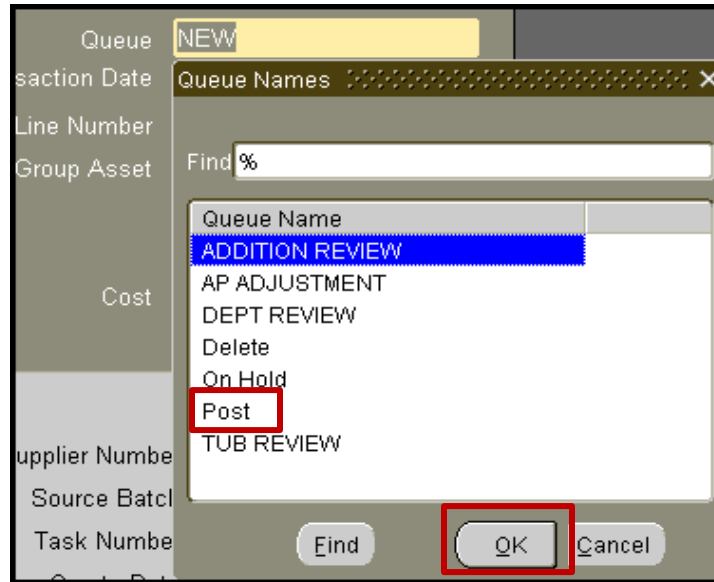 Queue NEW
saction Date
Queue Names
Line Number
Group Asset
Find %
Queue Name
ADDITION REVIEW
AP ADJUSTMENT
DEPT REVIEW
Cost
Delete
On Hold
Post
TUB REVIEW
upplier Numbe
Source Batcl
Task Numbe
Find OK Cancel